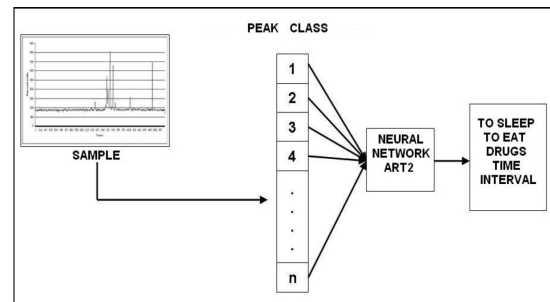 PEAK CLASS
SAMPLE
1
2
3
4
.
.
.
.
n
NEURAL
NETWORK
ART2
TO SLEEP
TO EAT
DRUGS
TIME
INTERVAL